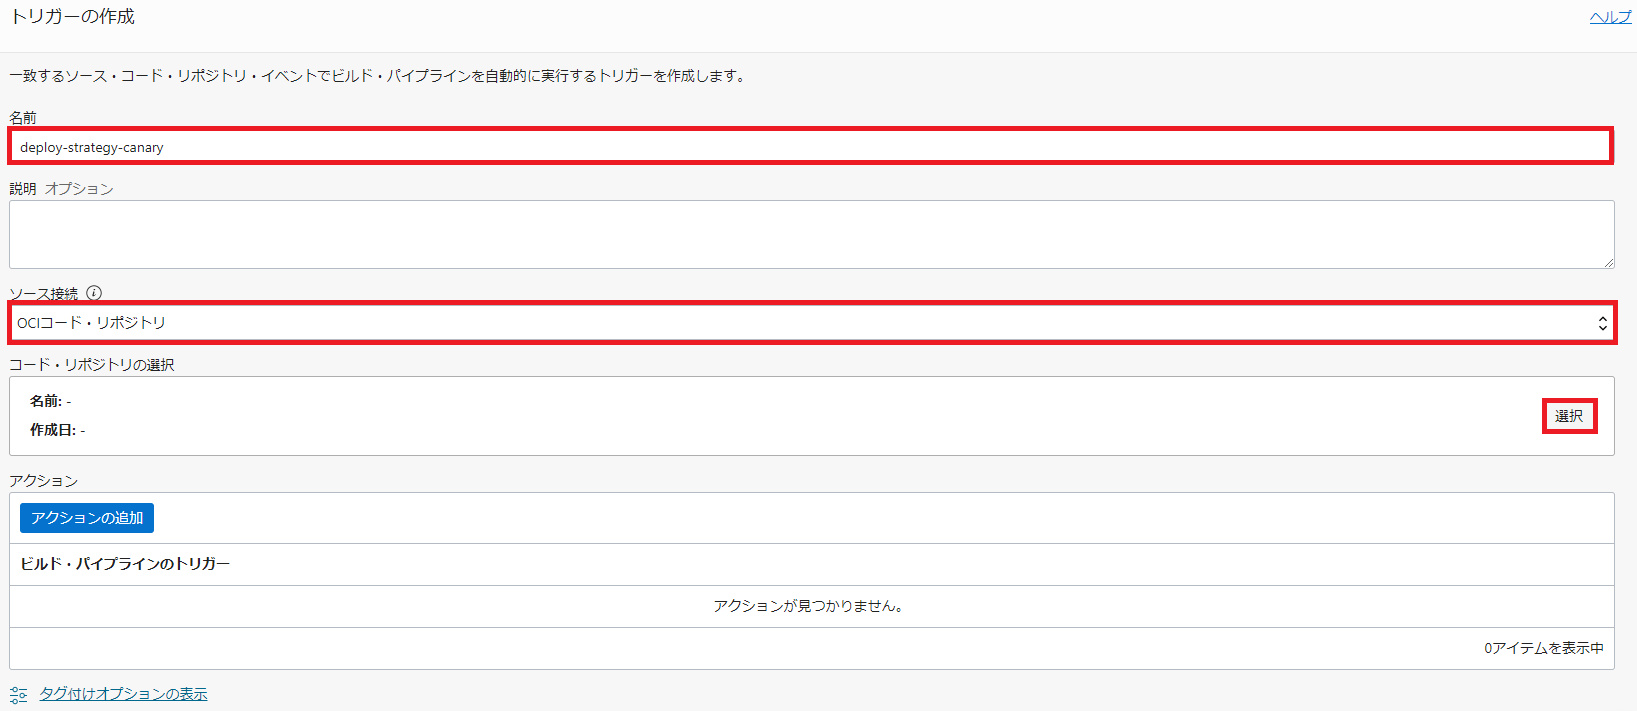 トリガーの作成
ヘルプ
一致するソース・コード・リポジトリ・イベントでビルド・パイプラインを自動的に実行するトリガーを作成します。
名前
deploy-strategy-canary
説明 オプション
ソース接続
OCIコード・リポジトリ
コード・リポジトリの選択
名前: -
作成日: -
選択
アクション
アクションの追加
ビルド・パイプラインのトリガー
アクションが見つかりません。
0アイテムを表示中
タグ付けオプションの表示